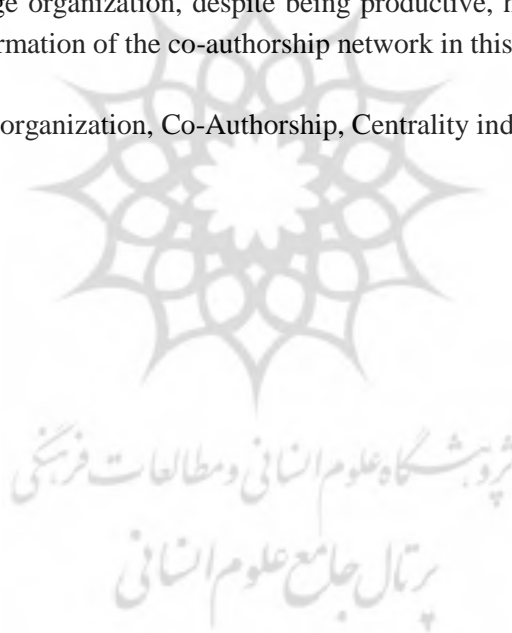 ge organization, despite being productive, h
rmation of the co-authorship network in this
organization, Co-Authorship, Centrality ind
پژوهشگاه علوم انسانی و مطالعات فرهنگی
پرتال جامع علوم انسانی